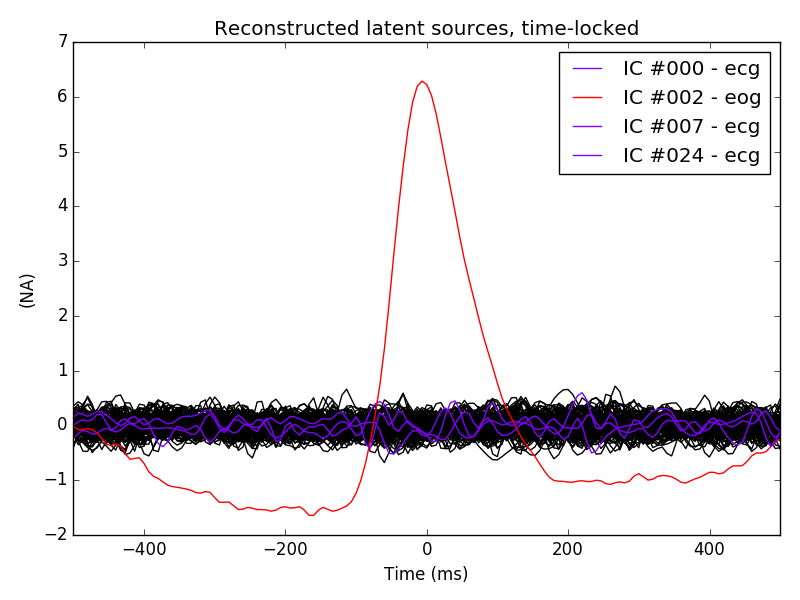 Reconstructed latent sources, time-locked
7
6
5
4
3
2
1
0
−1
−2
(NA)
IC #000 - ecg
IC #002 - eog
IC #007 - ecg
IC #024 - ecg
−400
−200
0
200
400
Time (ms)